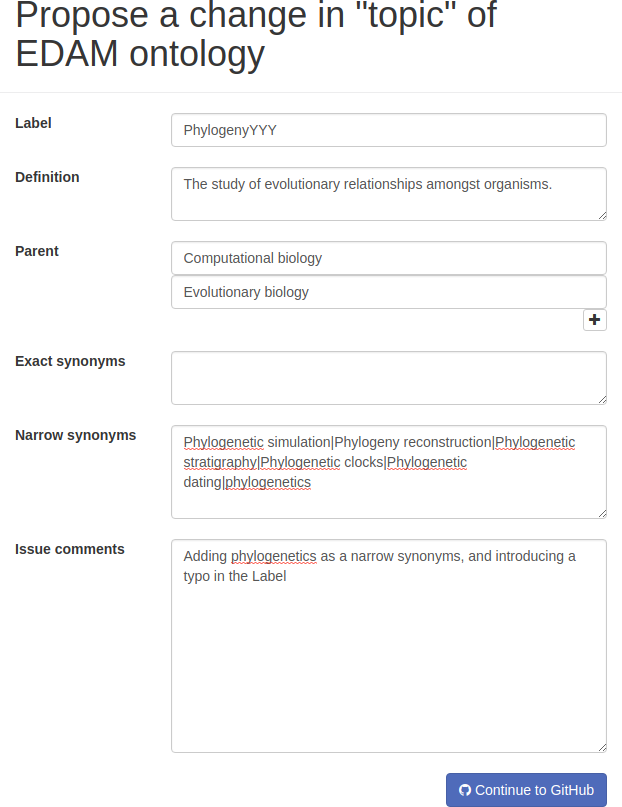 Propose a change in "topic" of
EDAM ontology
Label
PhylogenyYYY
Definition
The study of evolutionary relationships amongst organisms.
Parent
Computational biology
Evolutionary biology
Exact synonyms
Narrow synonyms
Phylogenetic simulation|Phylogeny reconstruction|Phylogenetic
stratigraphy|Phylogenetic clocks|Phylogenetic
dating|phylogenetics
Issue comments
Adding phylogenetics as a narrow synonyms, and introducing a
typo in the Label
Continue to GitHub